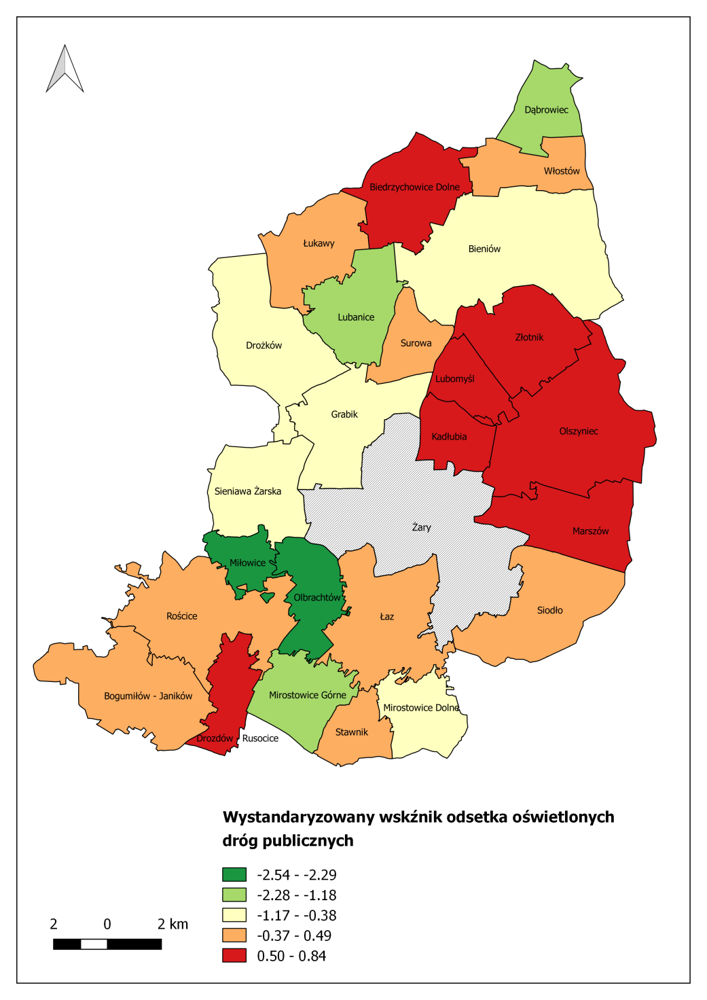 Dąbrowiec
Włostów
Biedrzychowice Dolne
Łukawy
Bieniów
Lubanice
Złotnik
Surowa
Drożków
Lubomyśl
Grabik
Olszyniec
Kadłubia
Sieniawa Żarska
Żary
Marszów
Miłowice
Olbrachtów
Siodło
Rościce
Łaz
Bogumiłów - Janików
Mirostowice Górne
Mirostowice Dolne
Stawnik
Drozdów - Rusocice
Wystandaryzowany wskźnik odsetka oświetlonych
dróg publicznych
-2.54 - -2.29
-2.28 - -1.18
-1.17 - -0.38
-0.37 - 0.49
0.50 - 0.84
2 0 2 km